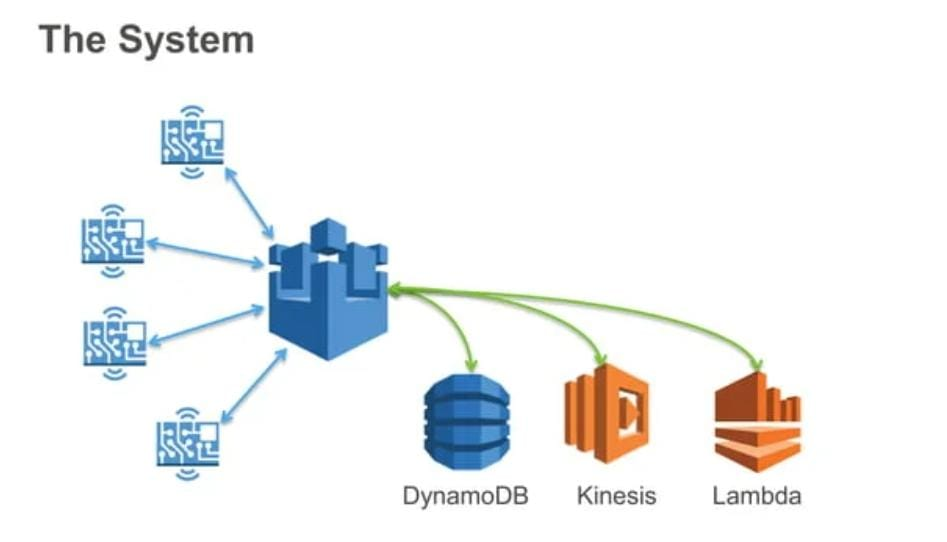 The System
DynamoDB
Kinesis
Lambda